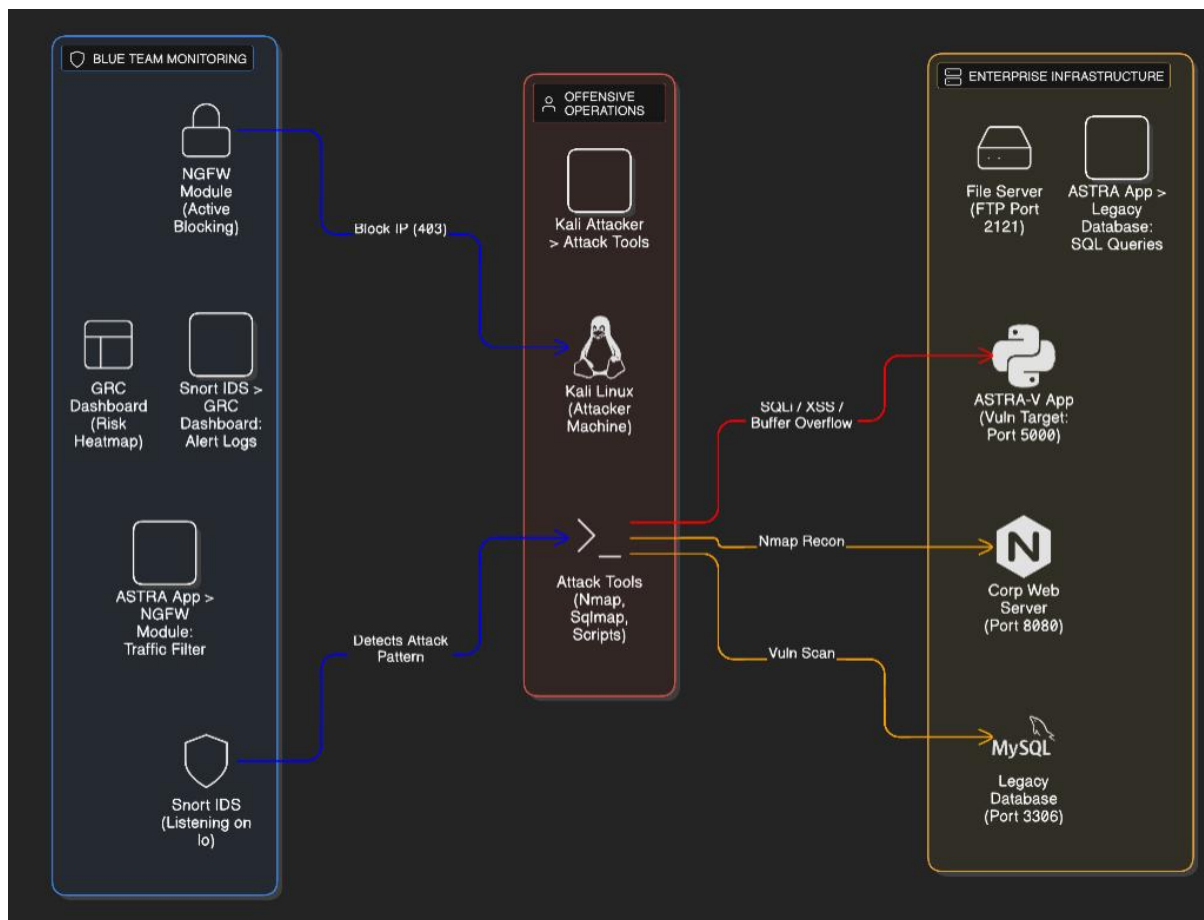 BLUE TEAM MONITORING
NGFW
Module
(Active
Blocking)
GRC
Dashboard
(Risk
Heatmap)
Snort IDS >
GRC
Dashboard:
Alert Logs
ASTRA App >
NGFW
Module:
Traffic Filter
Snort IDS
(Listening on
lo)
Block IP (403)
Detects Attack
Pattern
OFFENSIVE
OPERATIONS
Kali Attacker
> Attack Tools
Kali Linux
(Attacker
Machine)
>_
Attack Tools
(Nmap,
Sqlmap,
Scripts)
SQLi / XSS /
Buffer Overflow
Nmap Recon
Vuln Scan
ENTERPRISE INFRASTRUCTURE
File Server
(FTP Port
2121)
ASTRA App >
Legacy
Database:
SQL Queries
ASTRA-V App
(Vuln Target:
Port 5000)
N
Corp Web
Server
(Port 8080)
MySQL
Legacy
Database
(Port 3306)